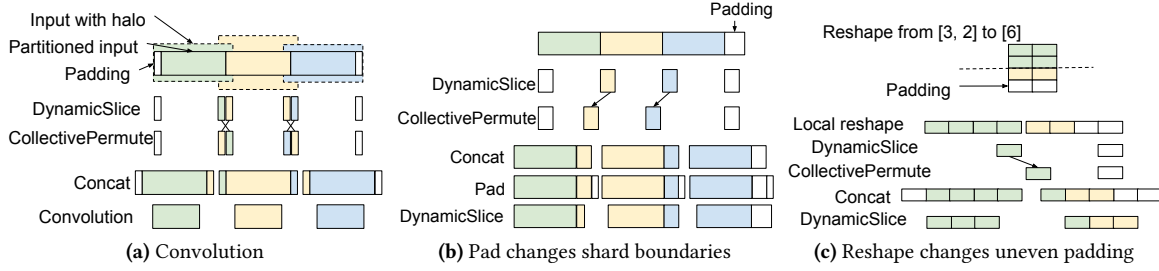 Input with halo
Partitioned input
Padding
DynamicSlice
CollectivePermute
Concat
Convolution
(a) Convolution
Padding
DynamicSlice
CollectivePermute
Concat
Pad
DynamicSlice
(b) Pad changes shard boundaries
Reshape from [3, 2] to [6]
Padding
Local reshape
DynamicSlice
CollectivePermute
Concat
DynamicSlice
(c) Reshape changes uneven padding